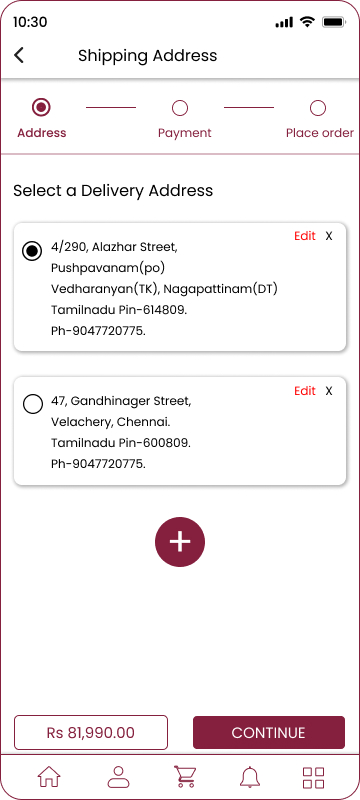 10:30
Shipping Address
Address Payment Place order
Select a Delivery Address
Edit X
4/290, Alazhar Street,
Pushpavanam(po)
Vedharanyan(TK), Nagapattinam(DT)
Tamilnadu Pin-614809.
Ph-9047720775.
Edit X
47, Gandhinager Street,
Velachery, Chennai.
Tamilnadu Pin-600809.
Ph-9047720775.
+
Rs 81,990.00 CONTINUE